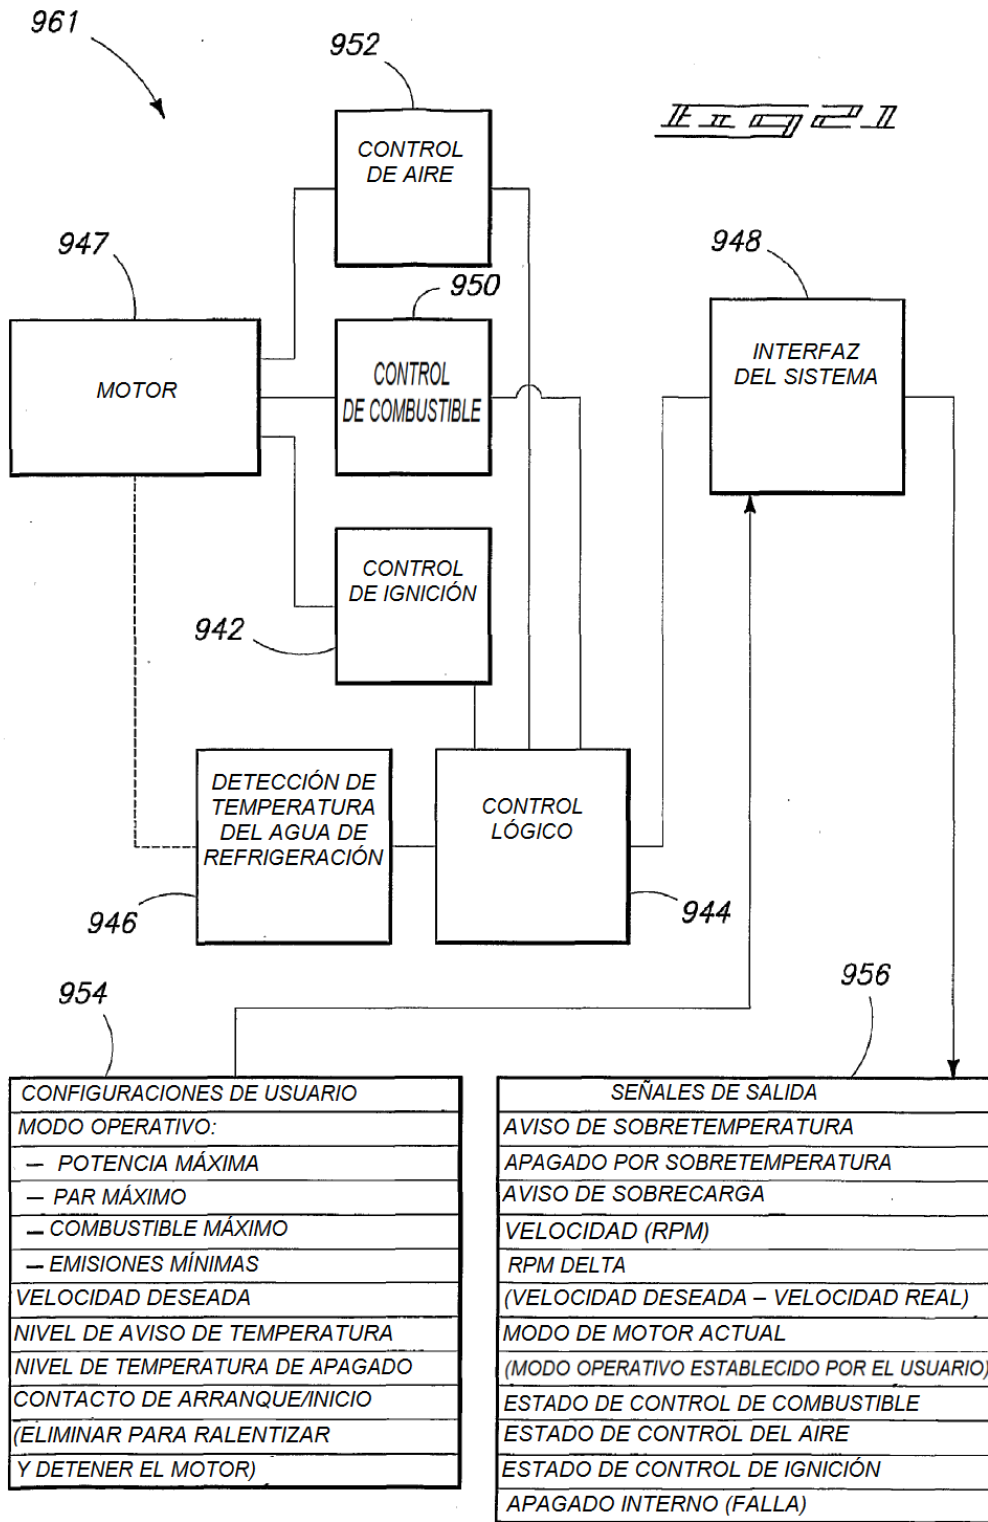 961
952
Fig 21
CONTROL
DE AIRE
947
948
950
MOTOR
CONTROL
DE COMBUSTIBLE
INTERFAZ
DEL SISTEMA
CONTROL
DE IGNICIÓN
942
DETECCIÓN DE
TEMPERATURA
DEL AGUA DE
REFRIGERACIÓN
CONTROL
LÓGICO
946
944
954
956
CONFIGURACIONES DE USUARIO
MODO OPERATIVO:
— POTENCIA MÁXIMA
— PAR MÁXIMO
— COMBUSTIBLE MÁXIMO
— EMISIONES MÍNIMAS
VELOCIDAD DESEADA
NIVEL DE AVISO DE TEMPERATURA
NIVEL DE TEMPERATURA DE APAGADO
CONTACTO DE ARRANQUE/INICIO
(ELIMINAR PARA RALENTIZAR
Y DETENER EL MOTOR)
SEÑALES DE SALIDA
AVISO DE SOBRETEMPERATURA
APAGADO POR SOBRETEMPERATURA
AVISO DE SOBRECARGA
VELOCIDAD (RPM)
RPM DELTA
(VELOCIDAD DESEADA – VELOCIDAD REAL)
MODO DE MOTOR ACTUAL
(MODO OPERATIVO ESTABLECIDO POR EL USUARIO)
ESTADO DE CONTROL DE COMBUSTIBLE
ESTADO DE CONTROL DEL AIRE
ESTADO DE CONTROL DE IGNICIÓN
APAGADO INTERNO (FALLA)